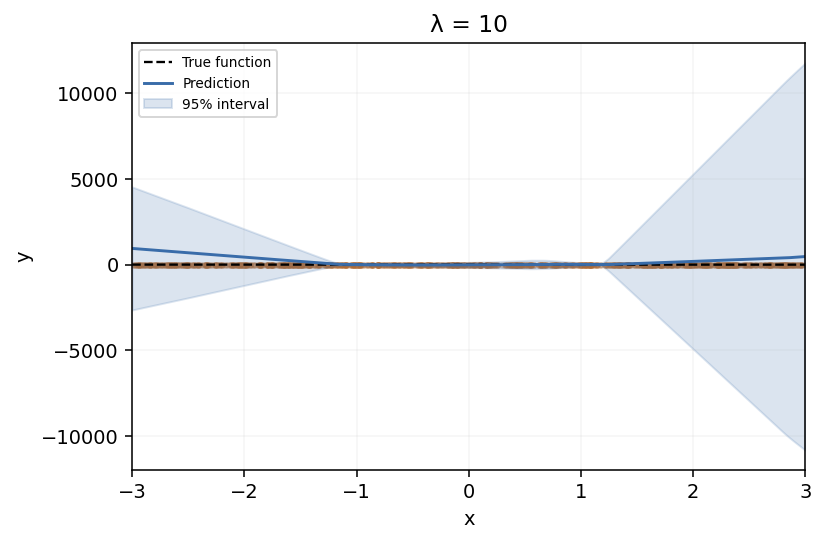 λ = 10
True function
Prediction
95% interval
10000
5000
0
−5000
−10000
y
−3
−2
−1
0
1
2
3
x